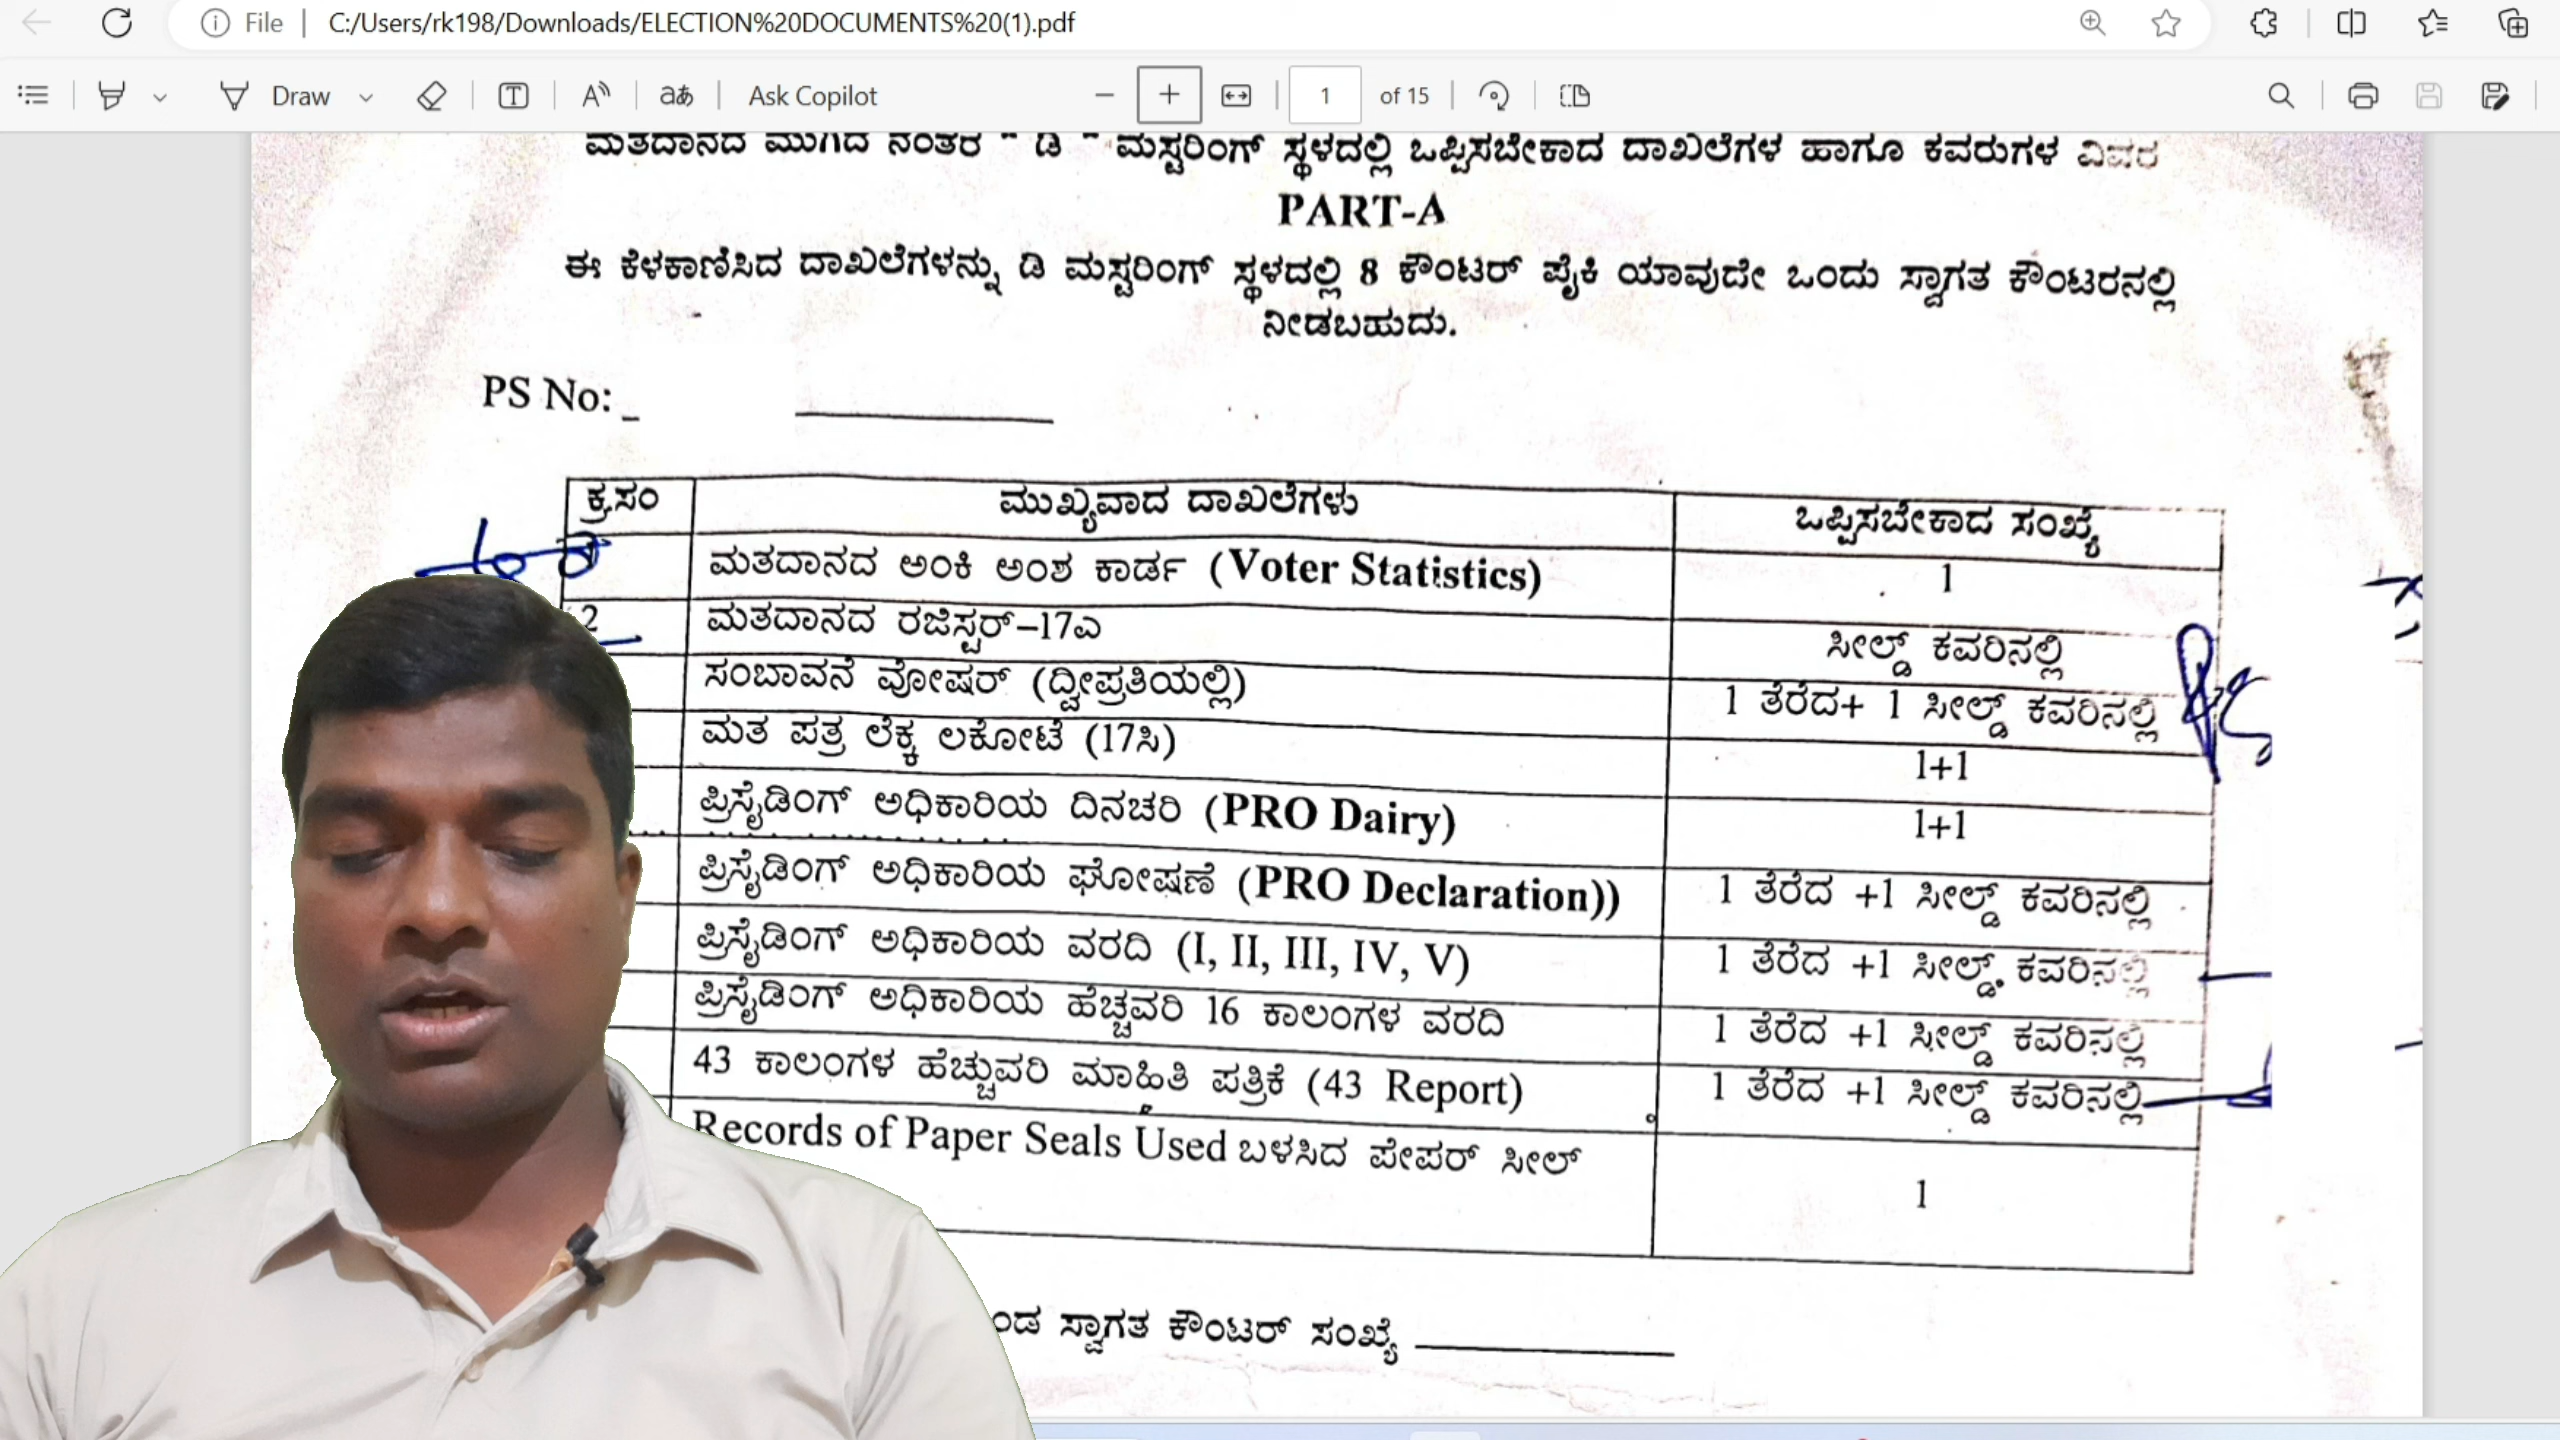 File | C:/Users/rk198/Downloads/ELECTION%20DOCUMENTS%20(1).pdf
Draw Ask Copilot 1 of 15
ಮತದಾನದ ಮುಗಿದ ನಂತರ " ಡಿ " ಮಸ್ಟರಿಂಗ್ ಸ್ಥಳದಲ್ಲಿ ಒಪ್ಪಿಸಬೇಕಾದ ದಾಖಲೆಗಳ ಹಾಗೂ ಕವರುಗಳ ವಿವರ
PART-A
ಈ ಕೆಳಕಾಣಿಸಿದ ದಾಖಲೆಗಳನ್ನು ಡಿ ಮಸ್ಟರಿಂಗ್ ಸ್ಥಳದಲ್ಲಿ 8 ಕೌಂಟರ್ ಪೈಕಿ ಯಾವುದೇ ಒಂದು ಸ್ವಾಗತ ಕೌಂಟರನಲ್ಲಿ
ನೀಡಬಹುದು.
PS No:
ಕ್ರ.ಸಂ ಮುಖ್ಯವಾದ ದಾಖಲೆಗಳು ಒಪ್ಪಿಸಬೇಕಾದ ಸಂಖ್ಯೆ
ಮತದಾನದ ಅಂಕಿ ಅಂಶ ಕಾರ್ಡ (Voter Statistics) 1
2 ಮತದಾನದ ರಜಿಸ್ಟರ್-17ಎ ಸೀಲ್ಡ್ ಕವರಿನಲ್ಲಿ
ಸಂಬಾವನೆ ವೋಷರ್ (ದ್ವೀಪ್ರತಿಯಲ್ಲಿ) 1 ತೆರೆದ+ 1 ಸೀಲ್ಡ್ ಕವರಿನಲ್ಲಿ
ಮತ ಪತ್ರ ಲೆಕ್ಕ ಲಕೋಟೆ (17ಸಿ) 1+1
ಪ್ರಿಸೈಡಿಂಗ್ ಅಧಿಕಾರಿಯ ದಿನಚರಿ (PRO Dairy) 1+1
ಪ್ರಿಸೈಡಿಂಗ್ ಅಧಿಕಾರಿಯ ಘೋಷಣೆ (PRO Declaration)) 1 ತೆರೆದ +1 ಸೀಲ್ಡ್ ಕವರಿನಲ್ಲಿ
ಪ್ರಿಸೈಡಿಂಗ್ ಅಧಿಕಾರಿಯ ವರದಿ (I, II, III, IV, V) 1 ತೆರೆದ +1 ಸೀಲ್ಡ್ ಕವರಿನಲ್ಲಿ
ಪ್ರಿಸೈಡಿಂಗ್ ಅಧಿಕಾರಿಯ ಹೆಚ್ಚವರಿ 16 ಕಾಲಂಗಳ ವರದಿ 1 ತೆರೆದ +1 ಸೀಲ್ಡ್ ಕವರಿನಲ್ಲಿ
43 ಕಾಲಂಗಳ ಹೆಚ್ಚುವರಿ ಮಾಹಿತಿ ಪತ್ರಿಕೆ (43 Report) 1 ತೆರೆದ +1 ಸೀಲ್ಡ್ ಕವರಿನಲ್ಲಿ
Records of Paper Seals Used ಬಳಸಿದ ಪೇಪರ್ ಸೀಲ್ 1
ಸ್ವಾಗತ ಕೌಂಟರ್ ಸಂಖ್ಯೆ